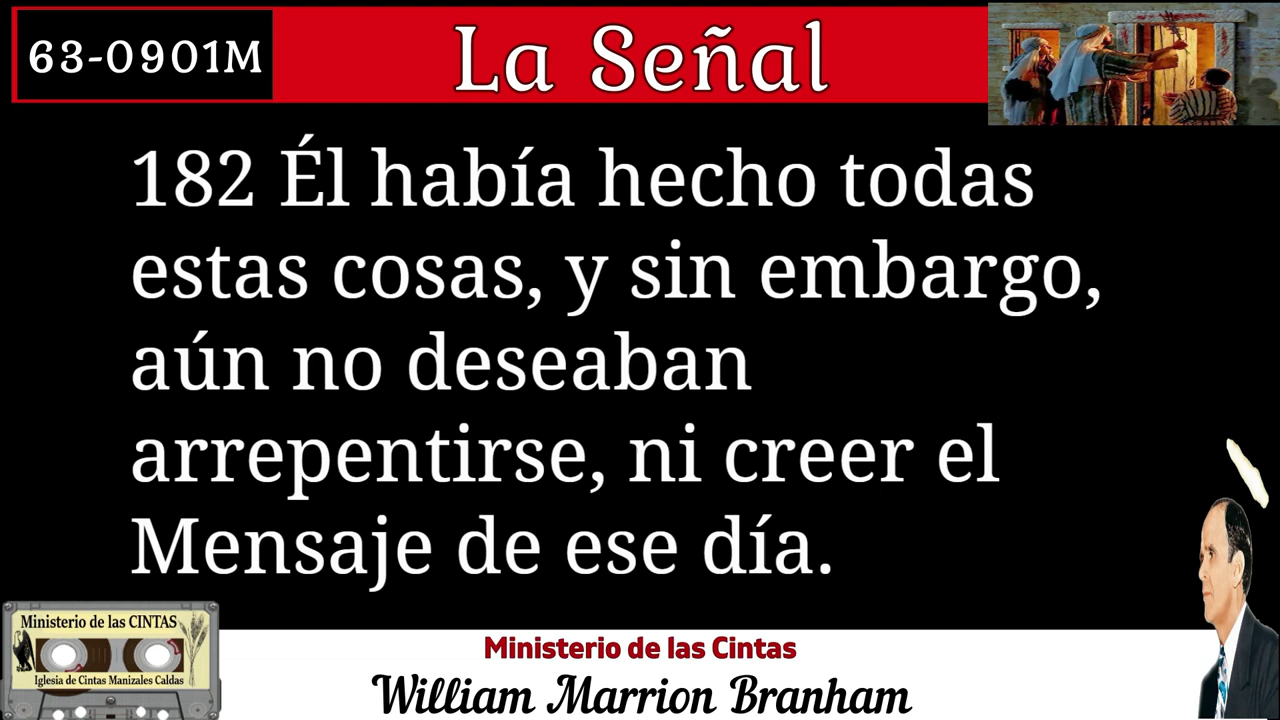 63-0901M
La Señal
182 Él había hecho todas
estas cosas, y sin embargo,
aún no deseaban
arrepentirse, ni creer el
Mensaje de ese día.
Ministerio de las CINTAS
Iglesia de Cintas Manizales Caldas
Ministerio de las Cintas
William Marrion Branham